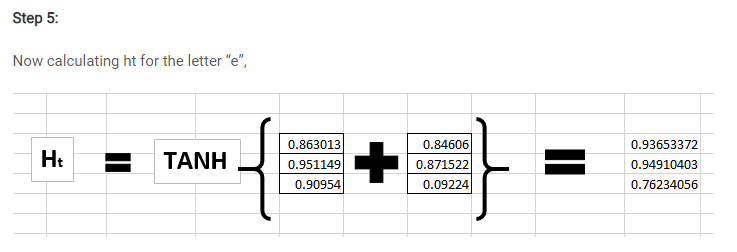 Step 5:
Now calculating ht for the letter “e”,
Ht = TANH { 0.863013 + 0.84606 } = 0.93653372
0.951149 0.871522 0.94910403
0.90954 0.09224 0.76234056